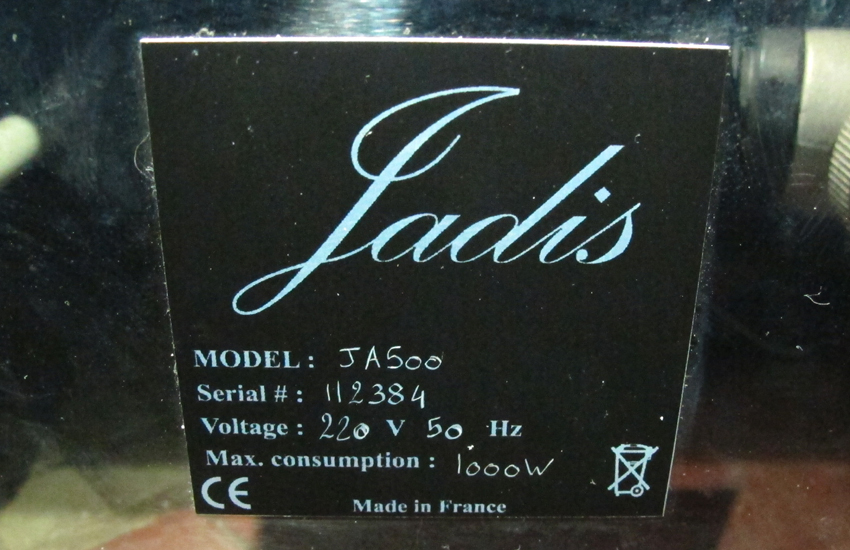 Jadis
MODEL : JA500
Serial # : 112384
Voltage : 220 V 50 Hz
Max. consumption : 1000W
CE
Made in France